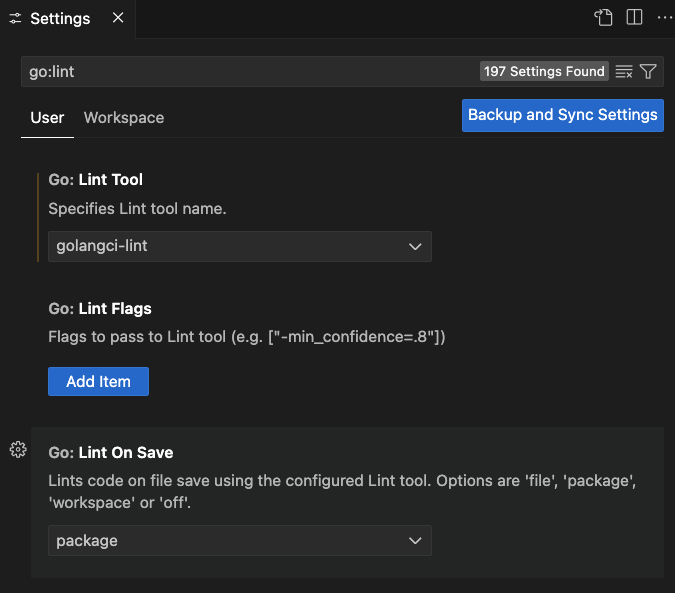 Settings
go:lint
197 Settings Found
User Workspace
Backup and Sync Settings
Go: Lint Tool
Specifies Lint tool name.
golangci-lint
Go: Lint Flags
Flags to pass to Lint tool (e.g. ["-min_confidence=.8"])
Add Item
Go: Lint On Save
Lints code on file save using the configured Lint tool. Options are 'file', 'package',
'workspace' or 'off'.
package